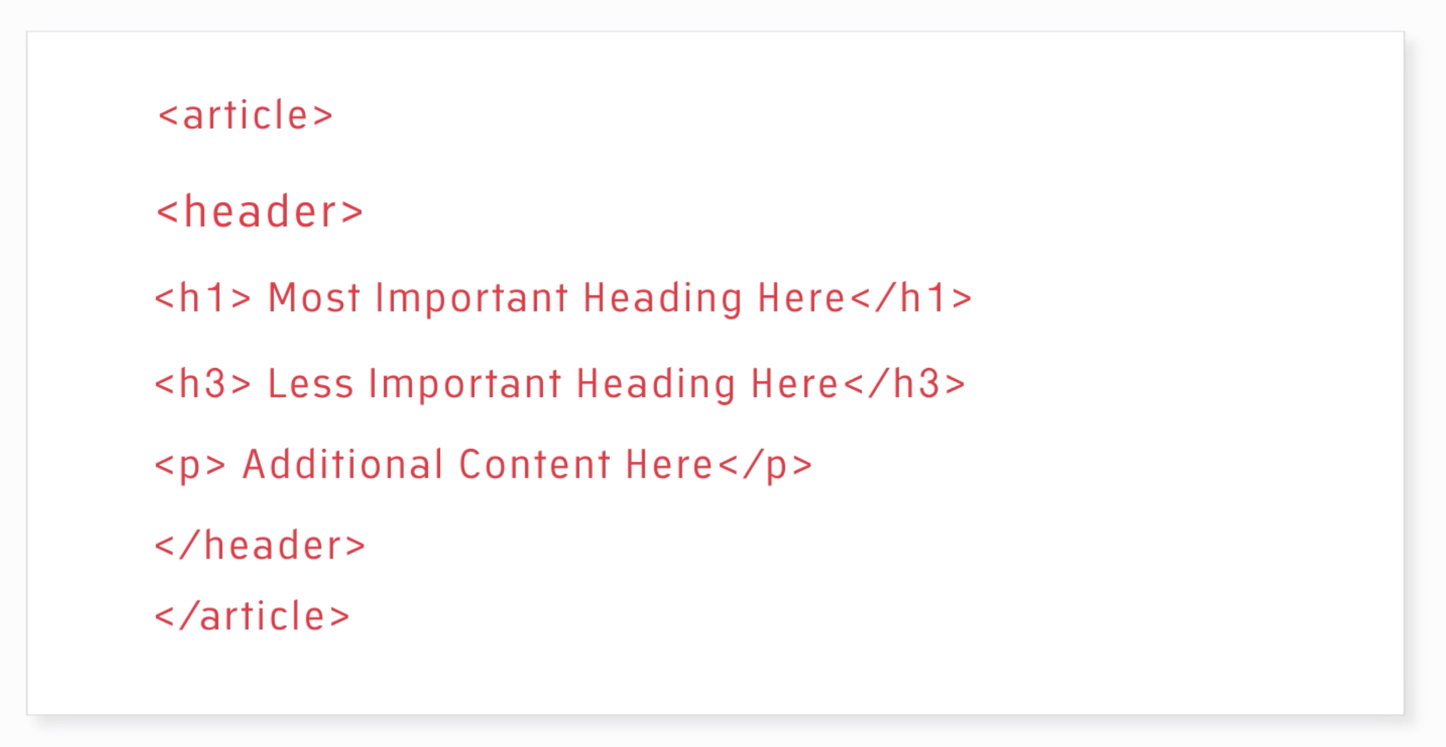 <article>
<header>
<h1> Most Important Heading Here</h1>
<h3> Less Important Heading Here</h3>
<p> Additional Content Here</p>
</header>
</article>